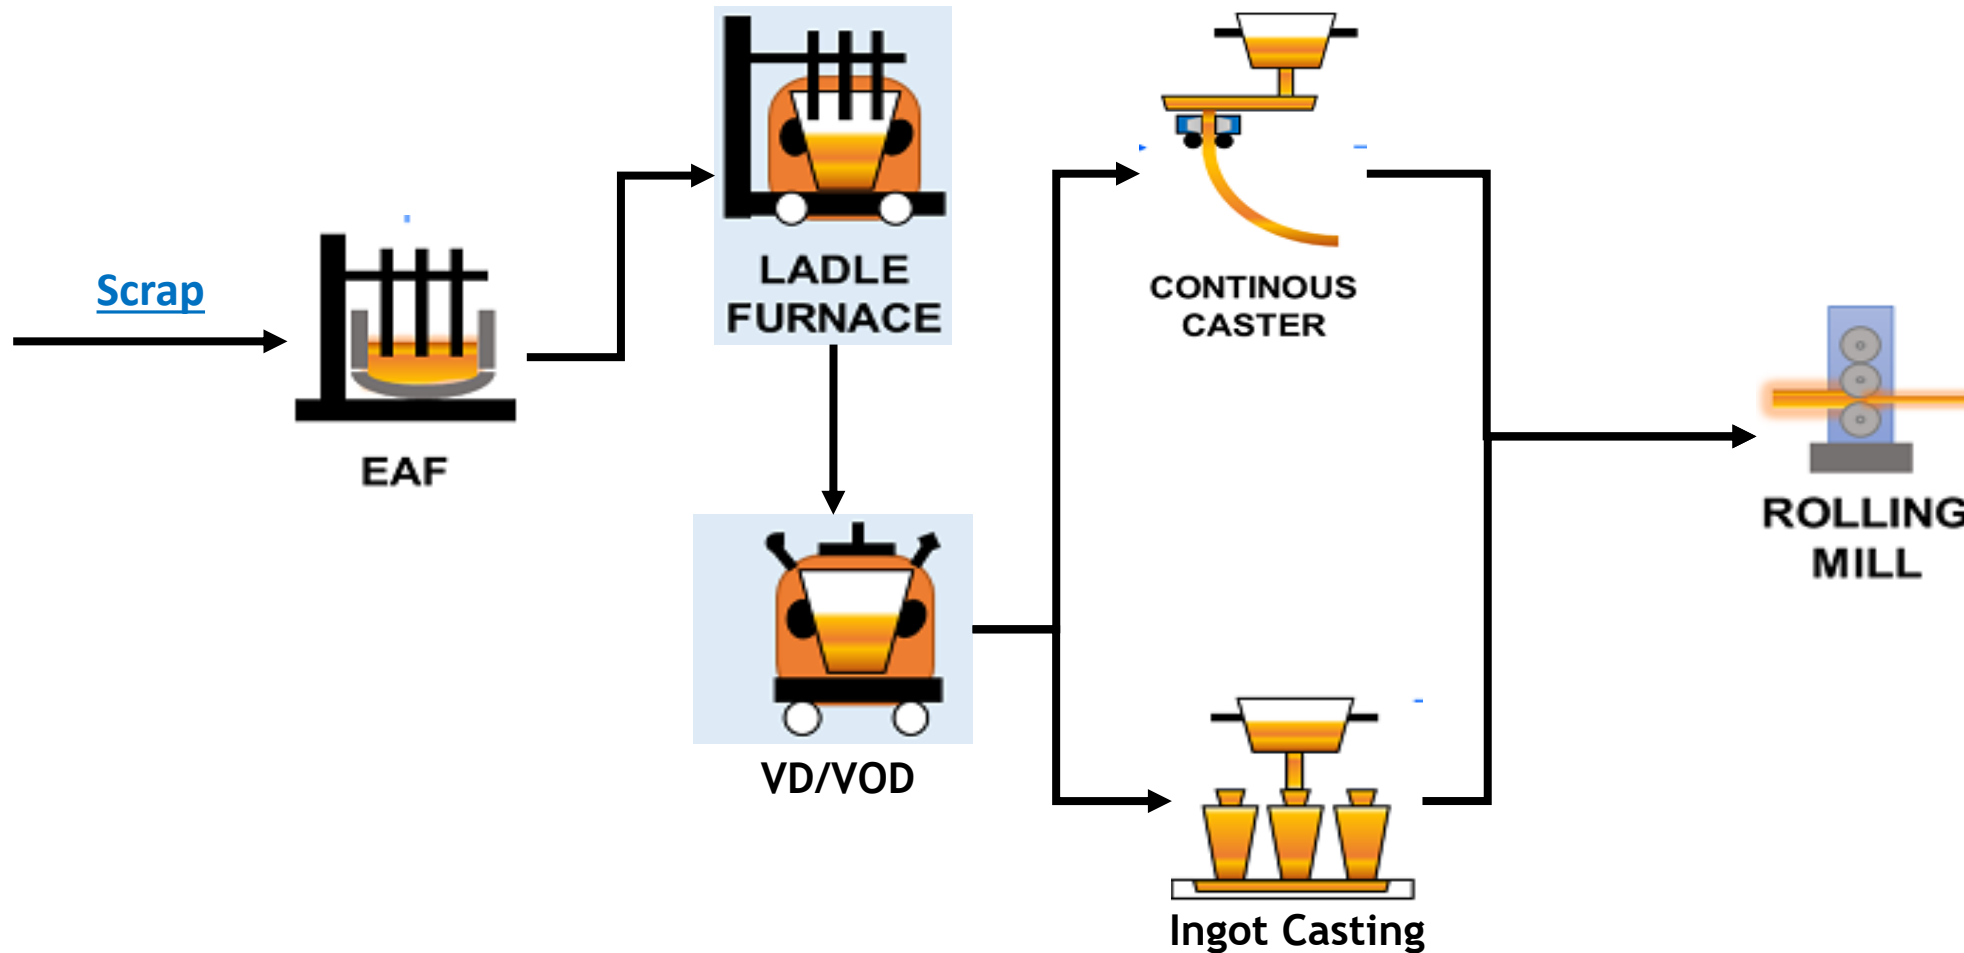 Scrap
EAF
LADLE
FURNACE
VD/VOD
CONTINOUS
CASTER
Ingot Casting
ROLLING
MILL